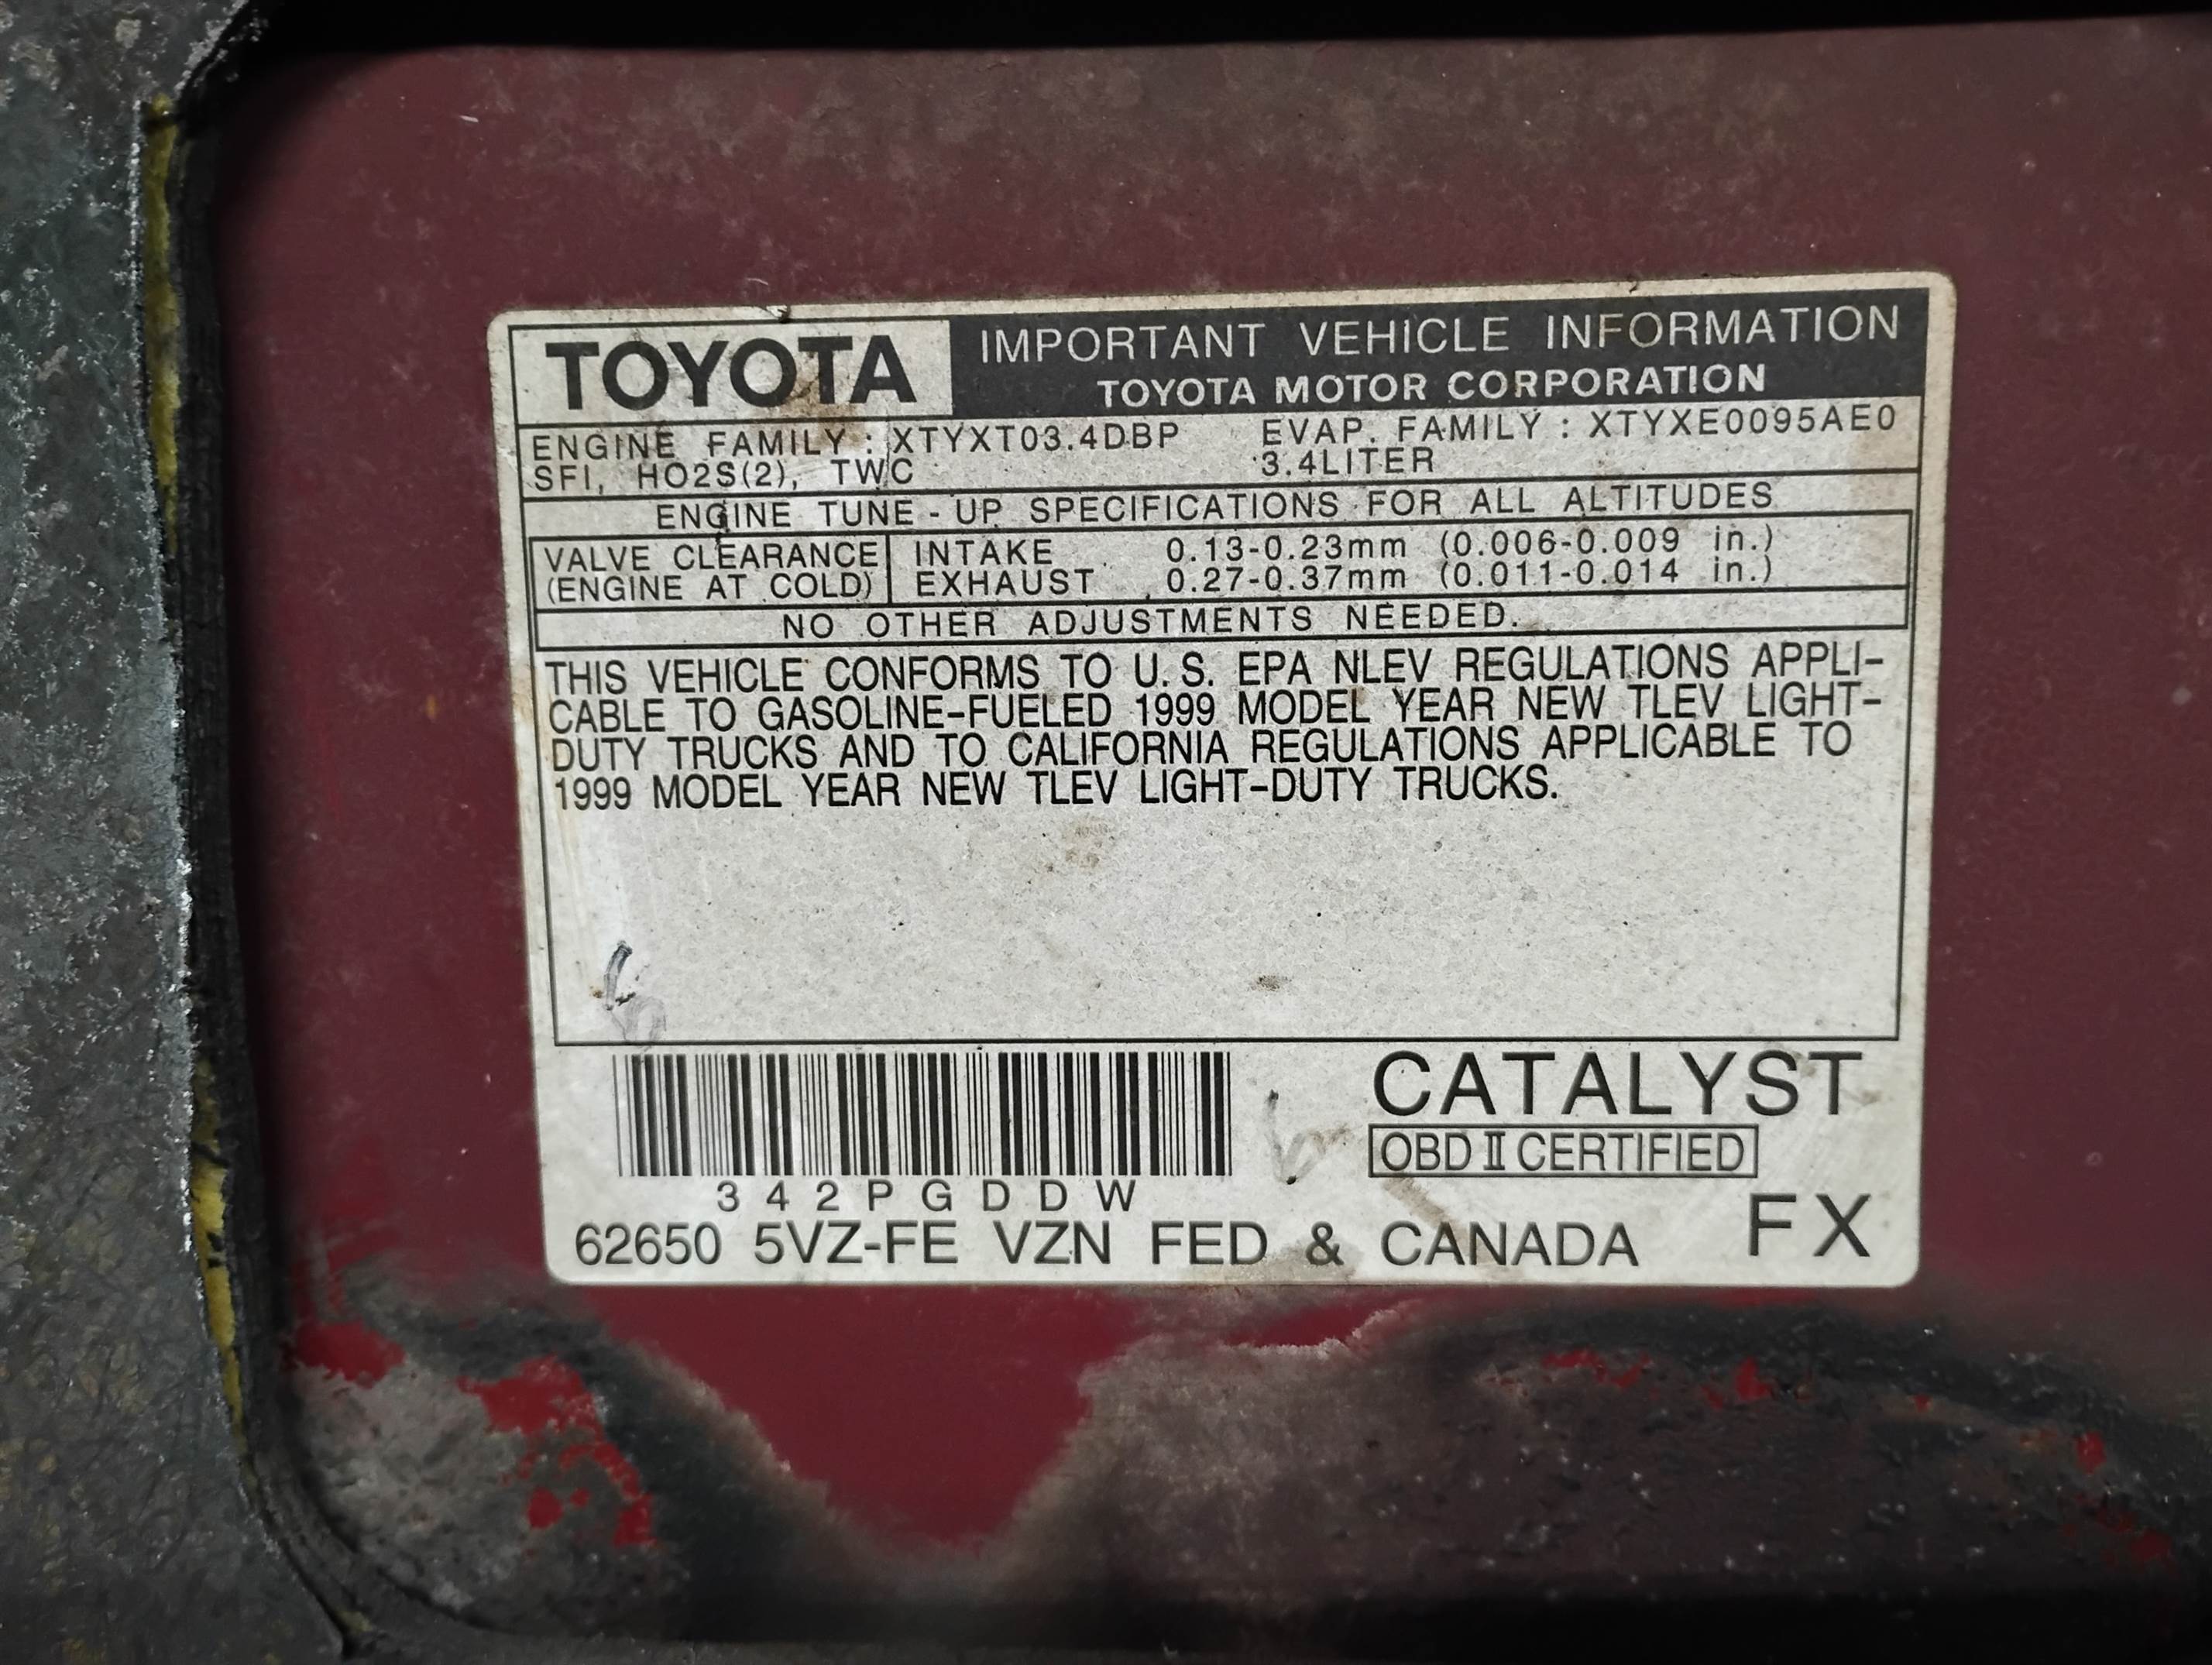 TOYOTA IMPORTANT VEHICLE INFORMATION
TOYOTA MOTOR CORPORATION
ENGINE FAMILY : XTYXT03.4DBP EVAP. FAMILY : XTYXE0095AE0
SFI, HO2S(2), TWC 3.4LITER
ENGINE TUNE-UP SPECIFICATIONS FOR ALL ALTITUDES
VALVE CLEARANCE INTAKE 0.13-0.23mm (0.006-0.009 in.)
(ENGINE AT COLD) EXHAUST 0.27-0.37mm (0.011-0.014 in.)
NO OTHER ADJUSTMENTS NEEDED.
THIS VEHICLE CONFORMS TO U.S. EPA NLEV REGULATIONS APPLI-
CABLE TO GASOLINE-FUELED 1999 MODEL YEAR NEW TLEV LIGHT-
DUTY TRUCKS AND TO CALIFORNIA REGULATIONS APPLICABLE TO
1999 MODEL YEAR NEW TLEV LIGHT-DUTY TRUCKS.
CATALYST
OBD II CERTIFIED
342PGDDW
62650 5VZ-FE VZN FED & CANADA FX